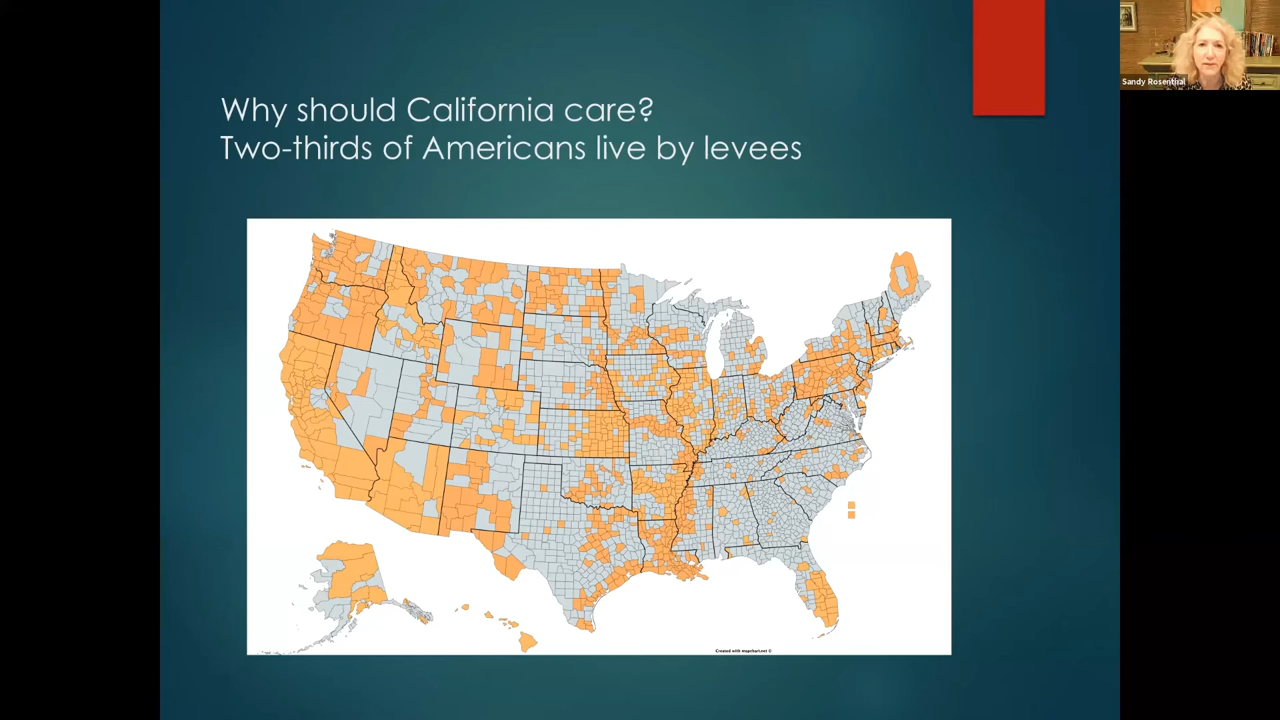 Why should California care?
Two-thirds of Americans live by levees
Sandy Rosenthal
Created with mapchart.net ©